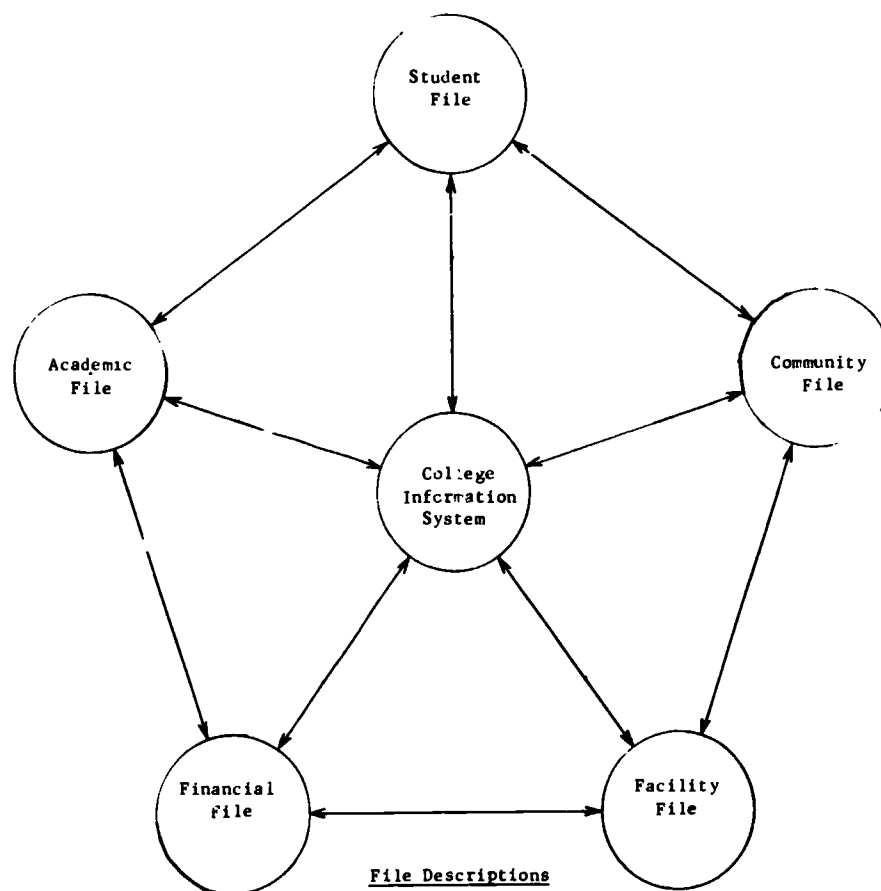 Student
File
Academic
File
Community
File
College
Information
System
Financial
File
Facility
File
File Descriptions